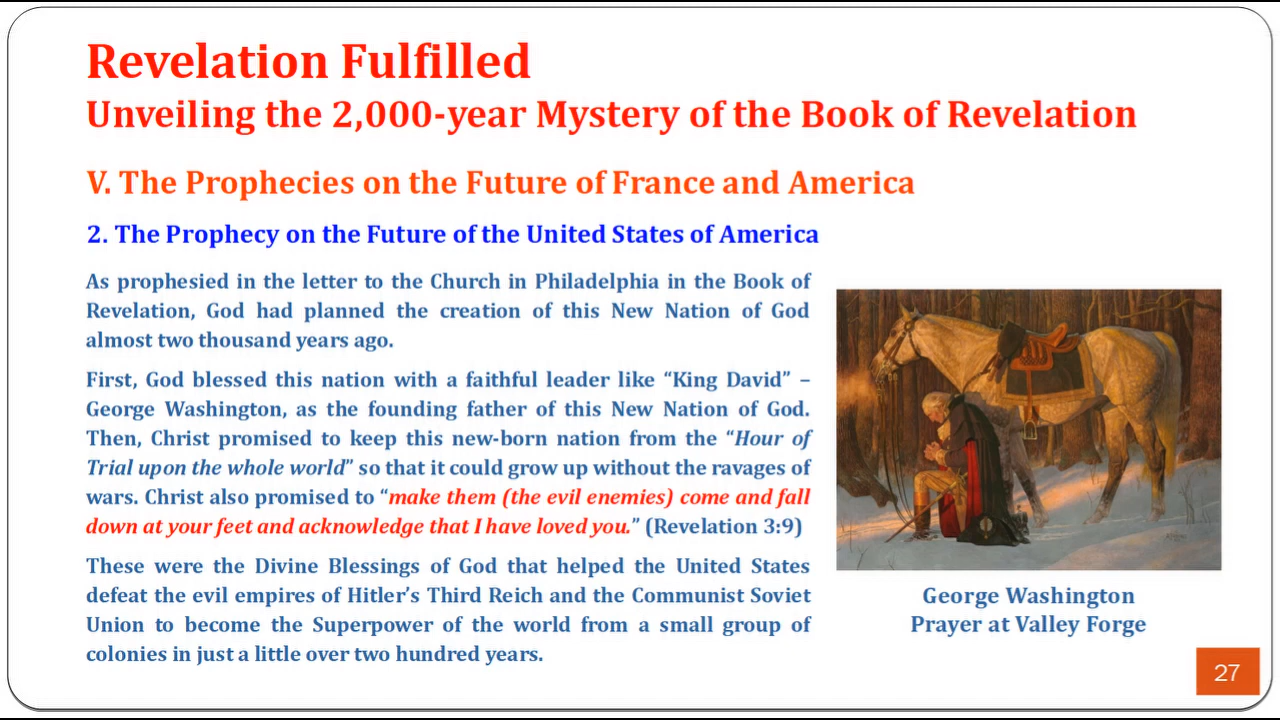 Revelation Fulfilled
Unveiling the 2,000-year Mystery of the Book of Revelation
V. The Prophecies on the Future of France and America
2. The Prophecy on the Future of the United States of America
As prophesied in the letter to the Church in Philadelphia in the Book of
Revelation, God had planned the creation of this New Nation of God
almost two thousand years ago.
First, God blessed this nation with a faithful leader like “King David” –
George Washington, as the founding father of this New Nation of God.
Then, Christ promised to keep this new-born nation from the “Hour of
Trial upon the whole world” so that it could grow up without the ravages of
wars. Christ also promised to “make them (the evil enemies) come and fall
down at your feet and acknowledge that I have loved you.” (Revelation 3:9)
These were the Divine Blessings of God that helped the United States
defeat the evil empires of Hitler’s Third Reich and the Communist Soviet
Union to become the Superpower of the world from a small group of
colonies in just a little over two hundred years.
George Washington
Prayer at Valley Forge
27